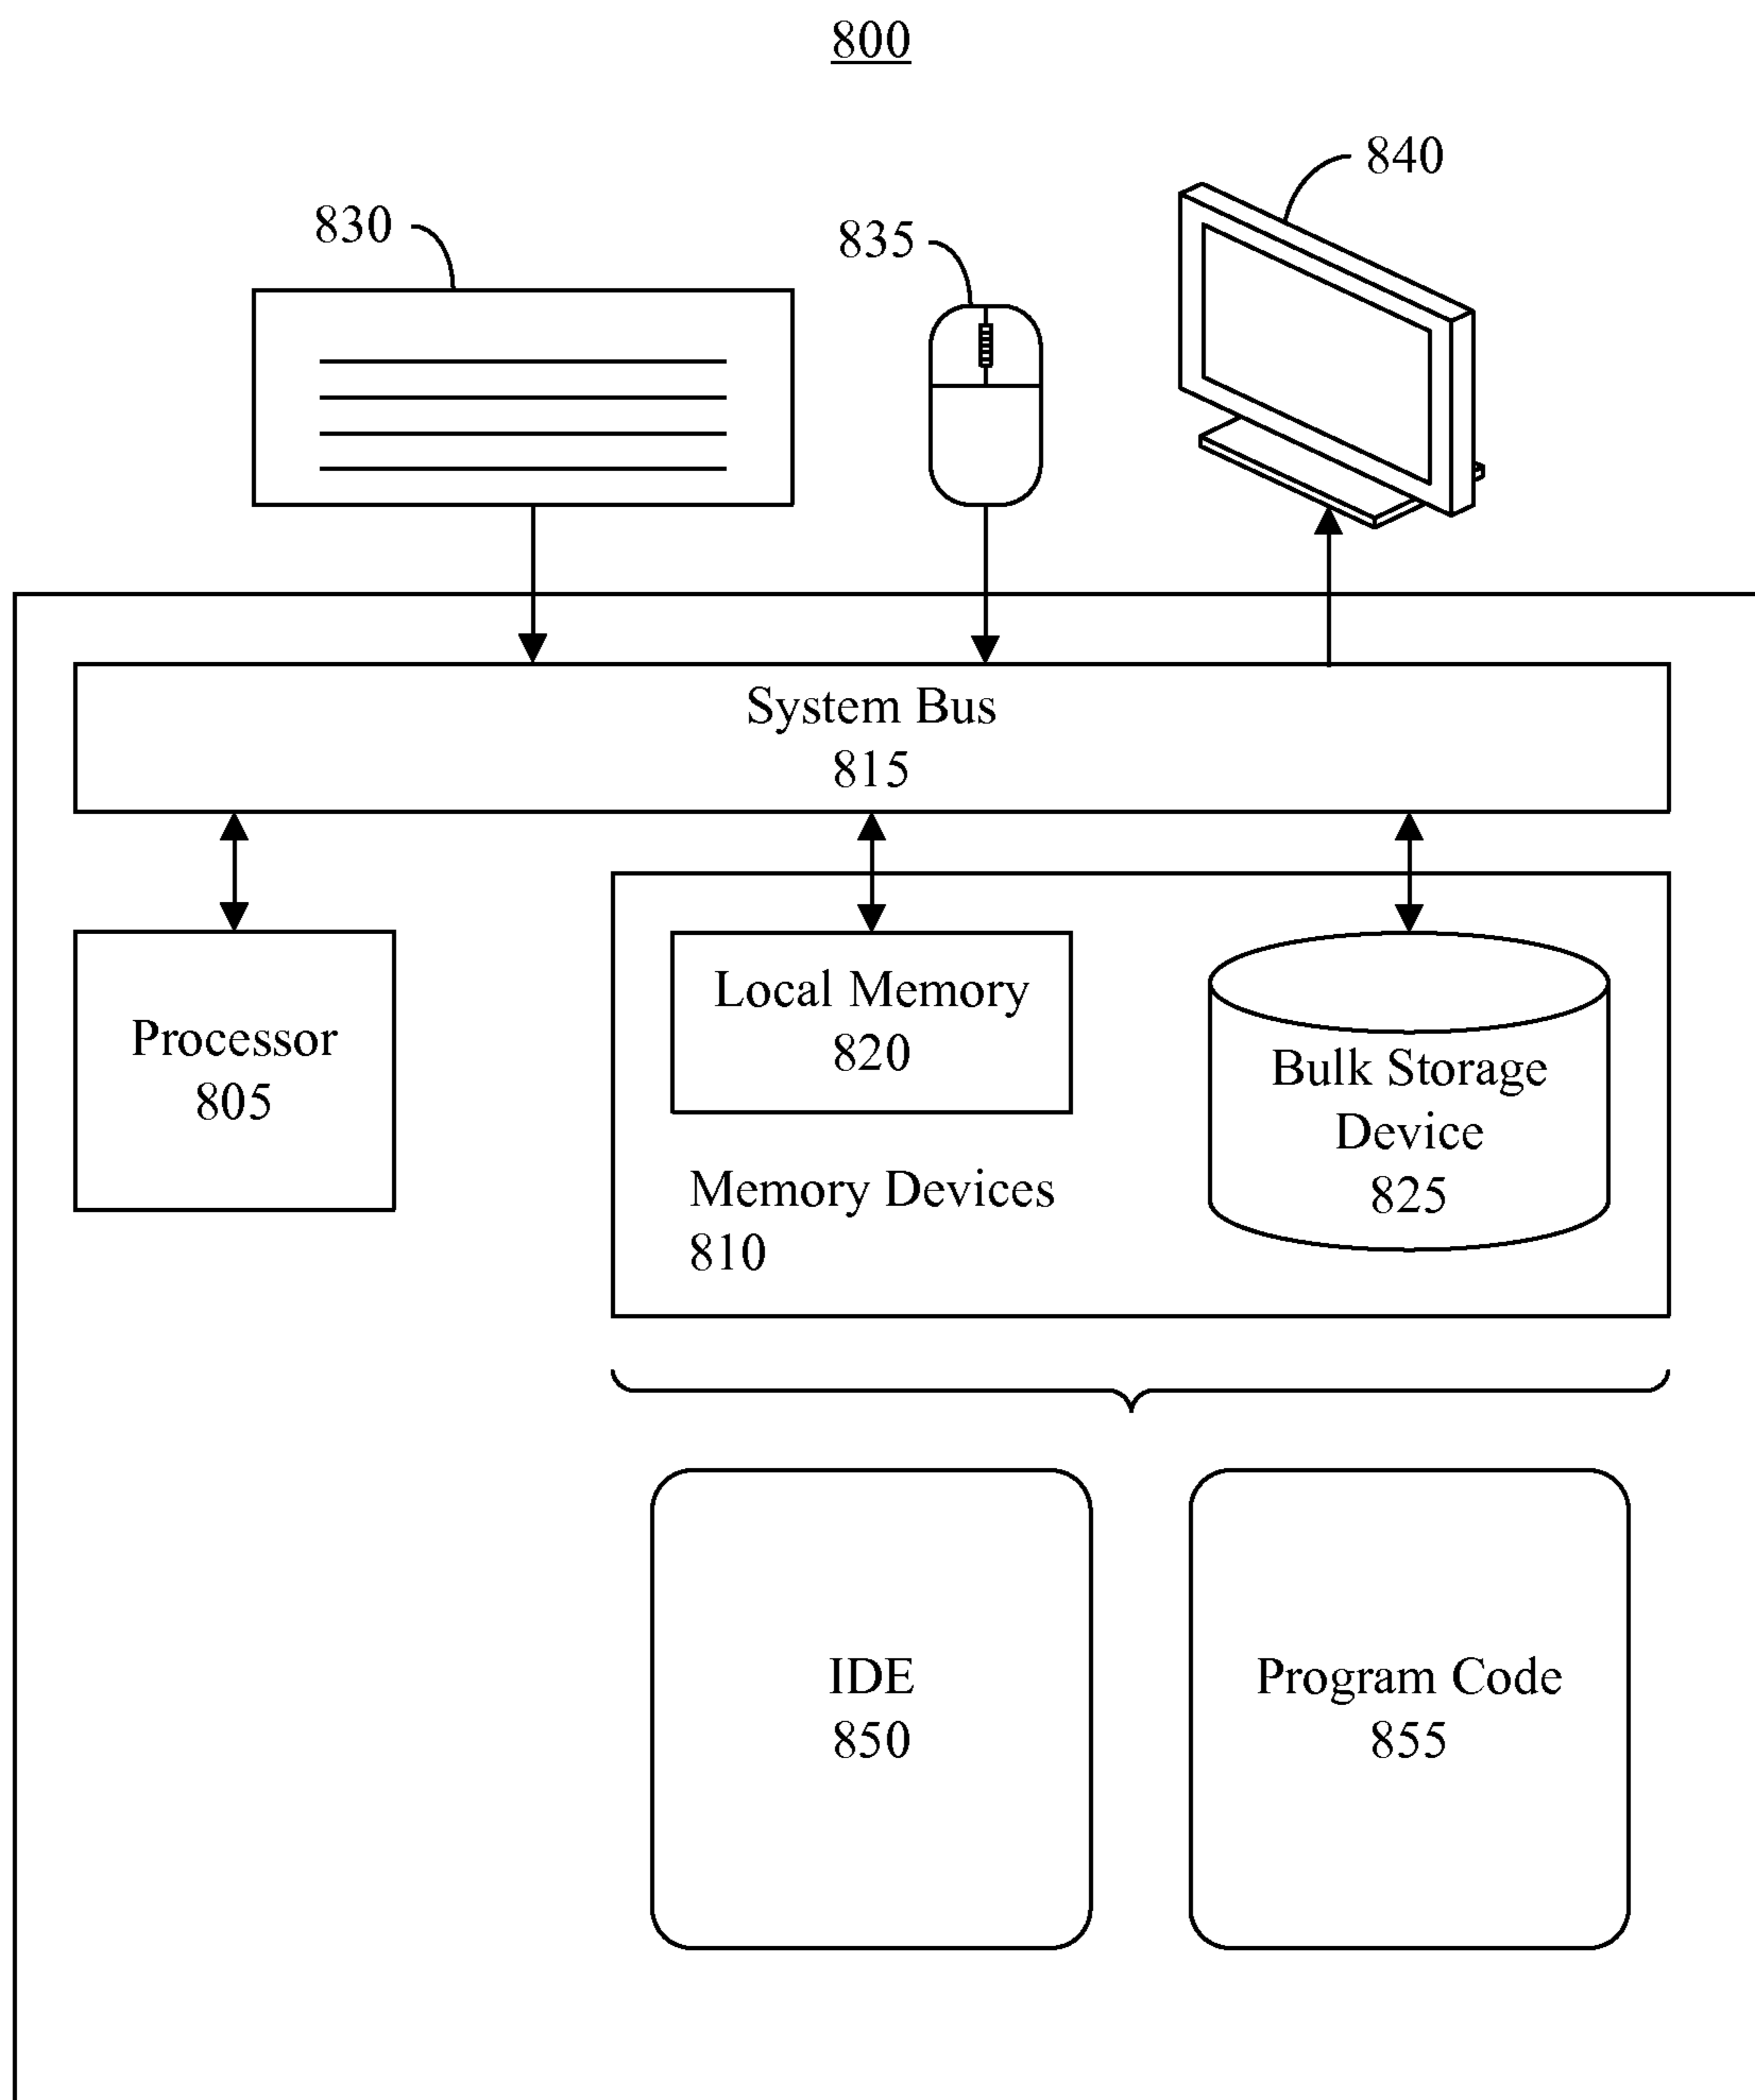 800
840
830
835
System Bus
815
Processor
805
Local Memory
820
Memory Devices
810
Bulk Storage
Device
825
IDE
850
Program Code
855